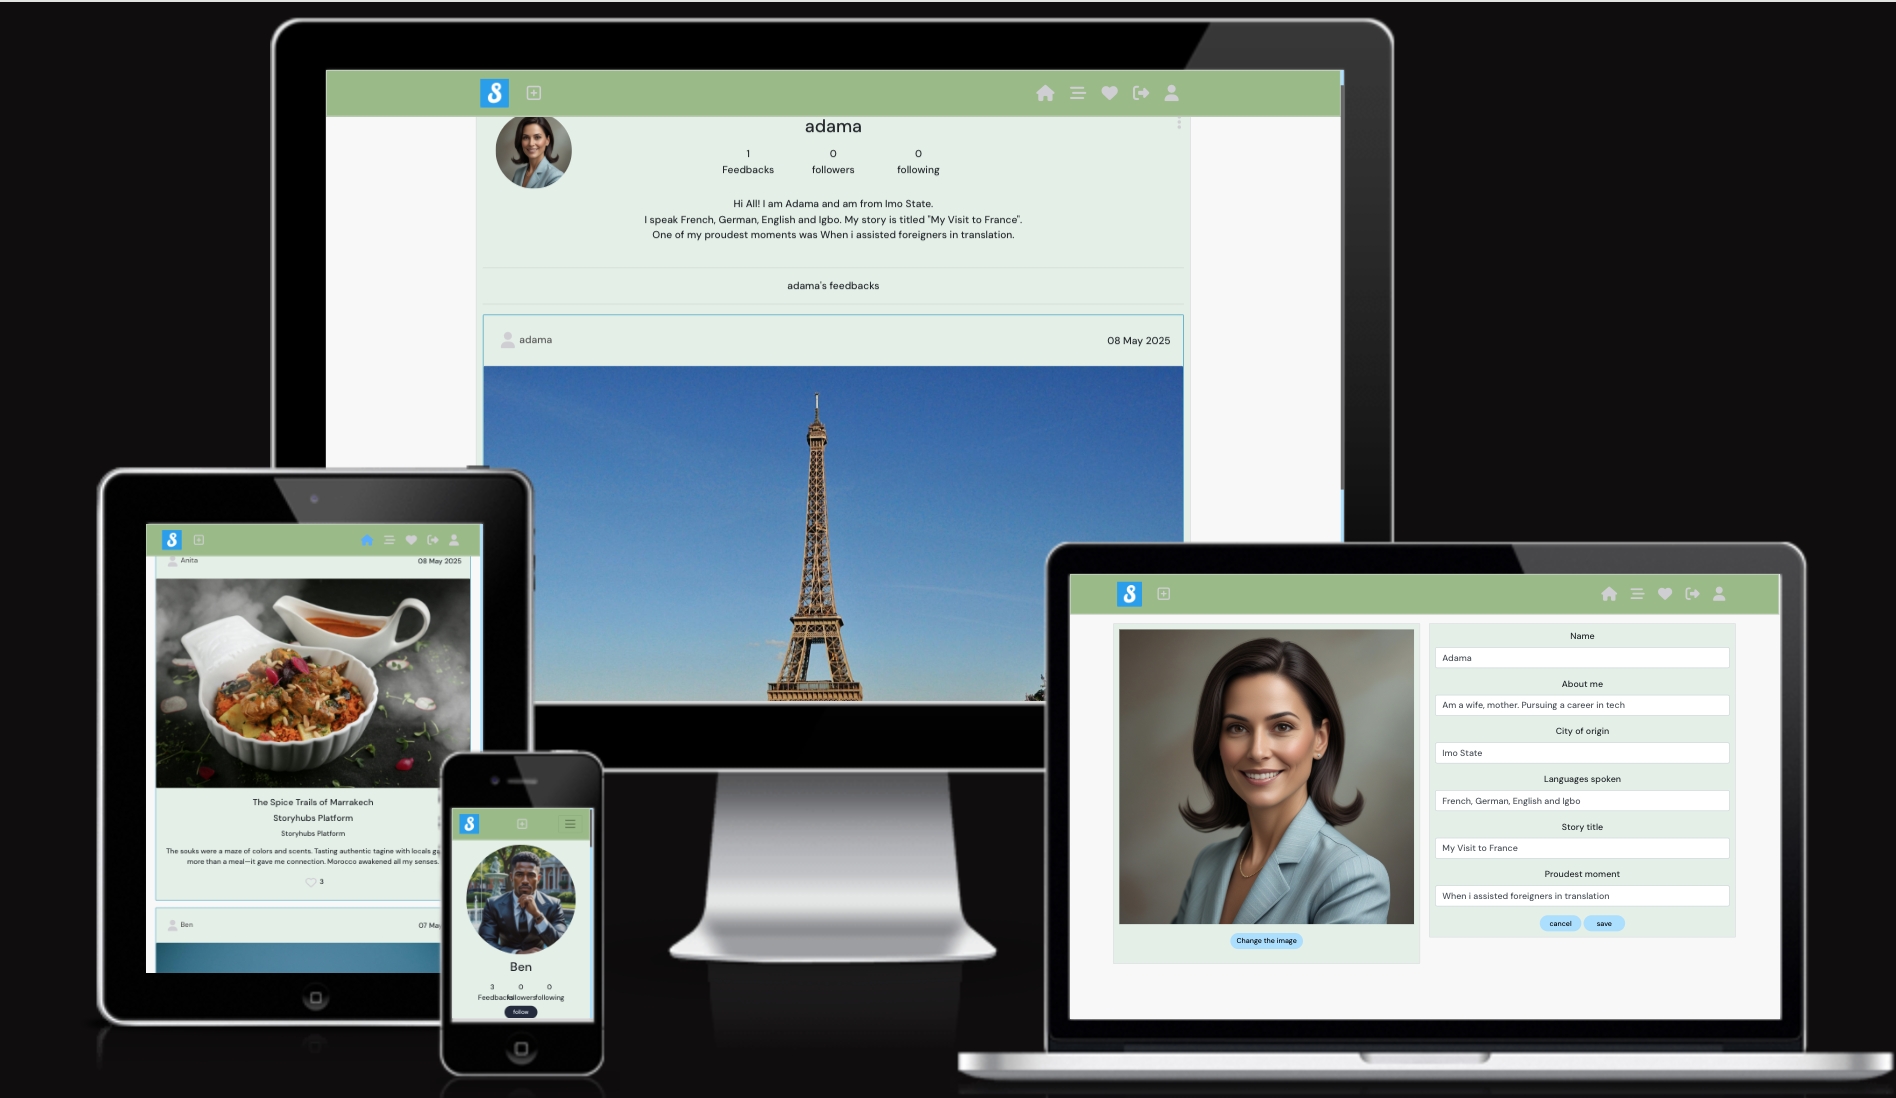 S
adama
1 0 0
Feedbacks followers following
Hi All! I am Adama and am from Imo State.
I speak French, German, English and Igbo. My story is titled "My Visit to France".
One of my proudest moments was When i assisted foreigners in translation.
adama's feedbacks
adama 08 May 2025
S
Anita 08 May 2025
The Spice Trails of Marrakech
Storyhubs Platform
Storyhubs Platform
The souks were a maze of colors and scents. Tasting authentic tagine with locals
more than a meal—it gave me connection. Morocco awakened all my senses.
3
Ben 07
S
Ben
3 0 0
Feedbacks followers following
follow
S
Change the image
Name
Adama
About me
Am a wife, mother. Pursuing a career in tech
City of origin
Imo State
Languages spoken
French, German, English and Igbo
Story title
My Visit to France
Proudest moment
When i assisted foreigners in translation
cancel save